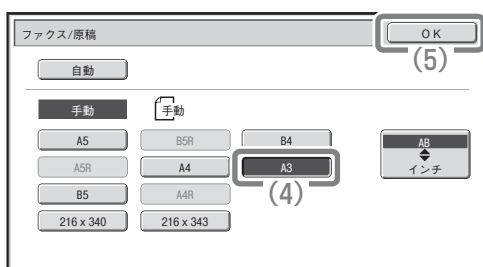 ファクス/原稿
OK
(5)
自動
手動
手動
A5
B5R
B4
AB
インチ
A5R
A4
A3
B5
A4R
(4)
216 x 340
216 x 343